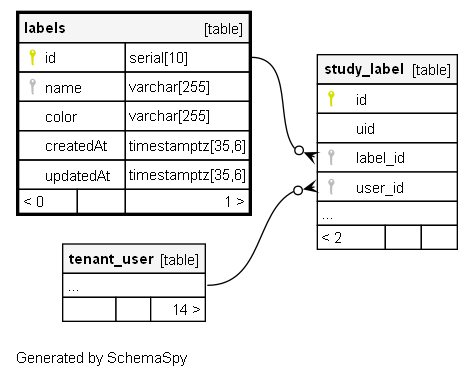 labels [table]
id serial[10]
name varchar[255]
color varchar[255]
createdAt timestamptz[35,6]
updatedAt timestamptz[35,6]
< 0 1 >
study_label [table]
id
uid
label_id
user_id
...
< 2
tenant_user [table]
...
14 >
Generated by SchemaSpy